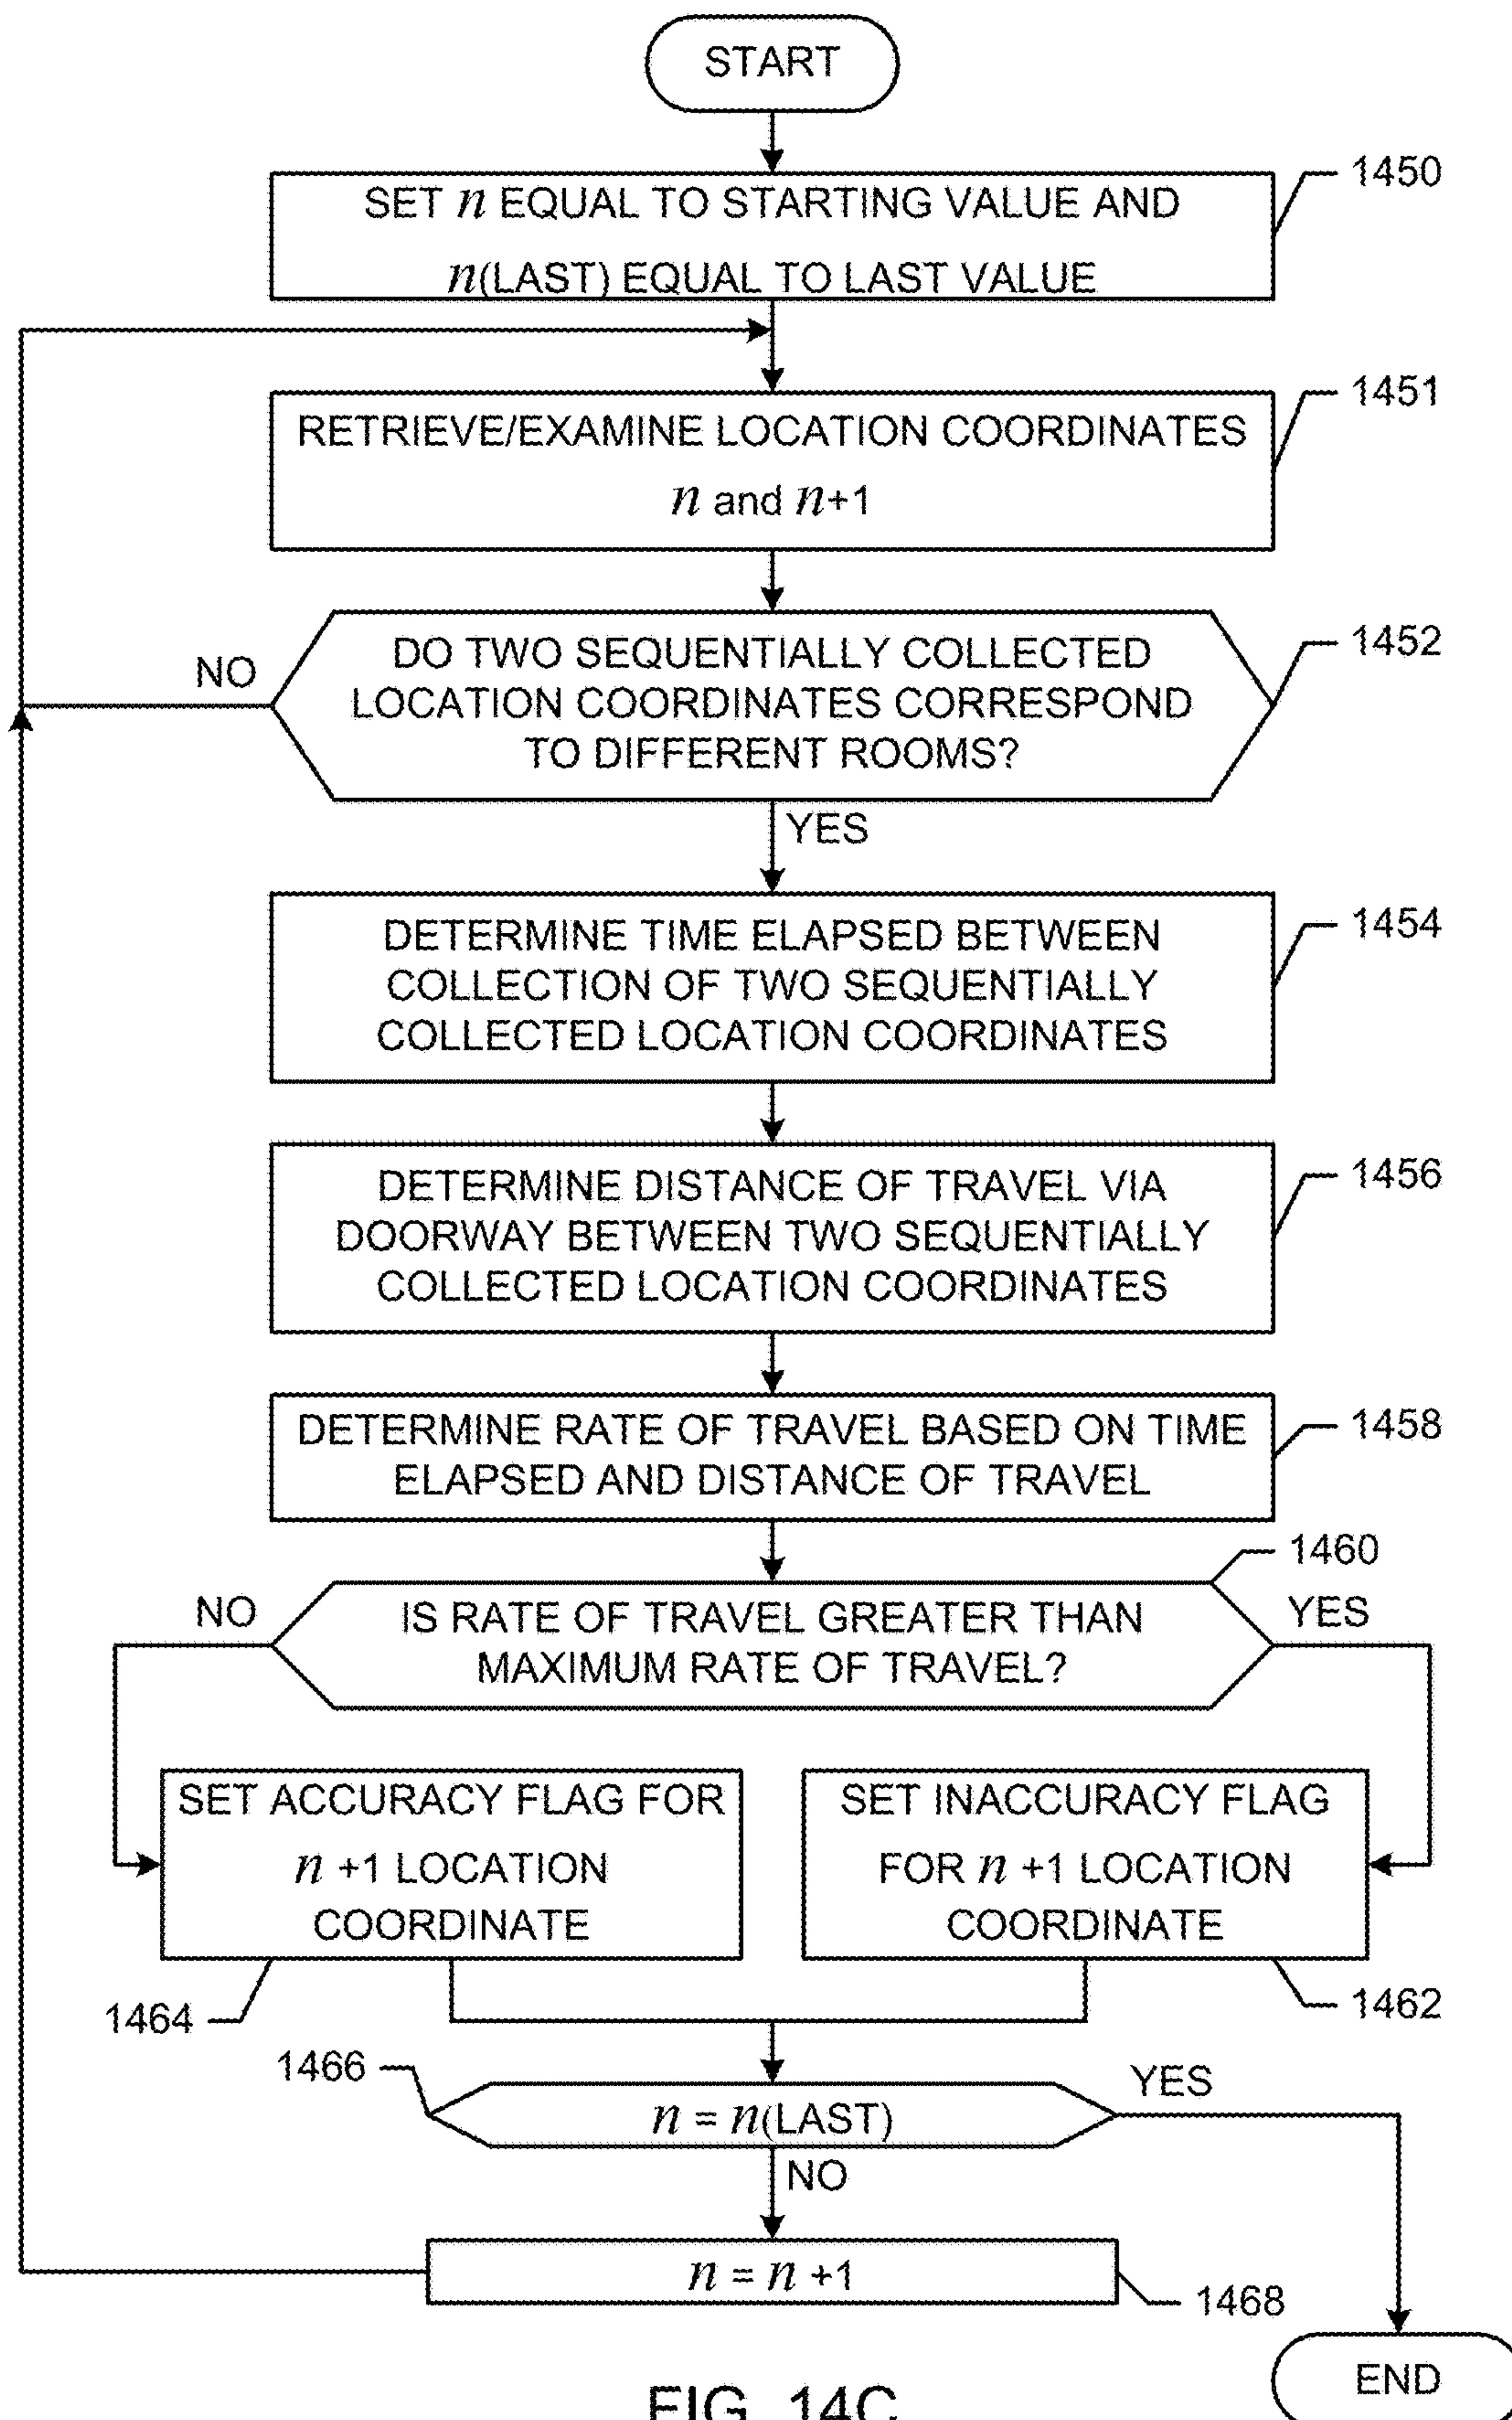 START
SET n EQUAL TO STARTING VALUE AND
n(LAST) EQUAL TO LAST VALUE
1450
RETRIEVE/EXAMINE LOCATION COORDINATES
n and n+1
1451
DO TWO SEQUENTIALLY COLLECTED
LOCATION COORDINATES CORRESPOND
TO DIFFERENT ROOMS?
1452
NO
YES
DETERMINE TIME ELAPSED BETWEEN
COLLECTION OF TWO SEQUENTIALLY
COLLECTED LOCATION COORDINATES
1454
DETERMINE DISTANCE OF TRAVEL VIA
DOORWAY BETWEEN TWO SEQUENTIALLY
COLLECTED LOCATION COORDINATES
1456
DETERMINE RATE OF TRAVEL BASED ON TIME
ELAPSED AND DISTANCE OF TRAVEL
1458
1460
NO
IS RATE OF TRAVEL GREATER THAN
MAXIMUM RATE OF TRAVEL?
YES
SET ACCURACY FLAG FOR
n +1 LOCATION
COORDINATE
1464
SET INACCURACY FLAG
FOR n +1 LOCATION
COORDINATE
1462
1466
n = n(LAST)
YES
NO
n = n +1
1468
END
FIG. 14C